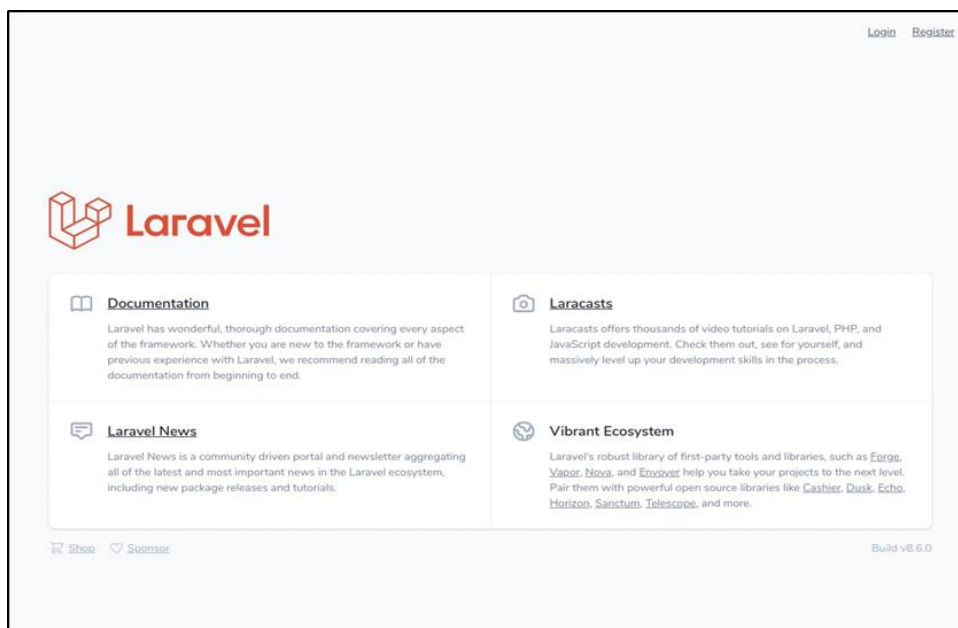 Login Register
Laravel
Documentation
Laravel has wonderful, thorough documentation covering every aspect
of the framework. Whether you are new to the framework or have
previous experience with Laravel, we recommend reading all of the
documentation from beginning to end.
Laracasts
Laracasts offers thousands of video tutorials on Laravel, PHP, and
JavaScript development. Check them out, see for yourself, and
massively level up your development skills in the process.
Laravel News
Laravel News is a community driven portal and newsletter aggregating
all of the latest and most important news in the Laravel ecosystem,
including new package releases and tutorials.
Vibrant Ecosystem
Laravel's robust library of first-party tools and libraries, such as Forge,
Vapor, Nova, and Envoyer help you take your projects to the next level.
Pair them with powerful open source libraries like Cashier, Dusk, Echo,
Horizon, Sanctum, Telescope, and more.
Shop Sponsor
Build v8.6.0